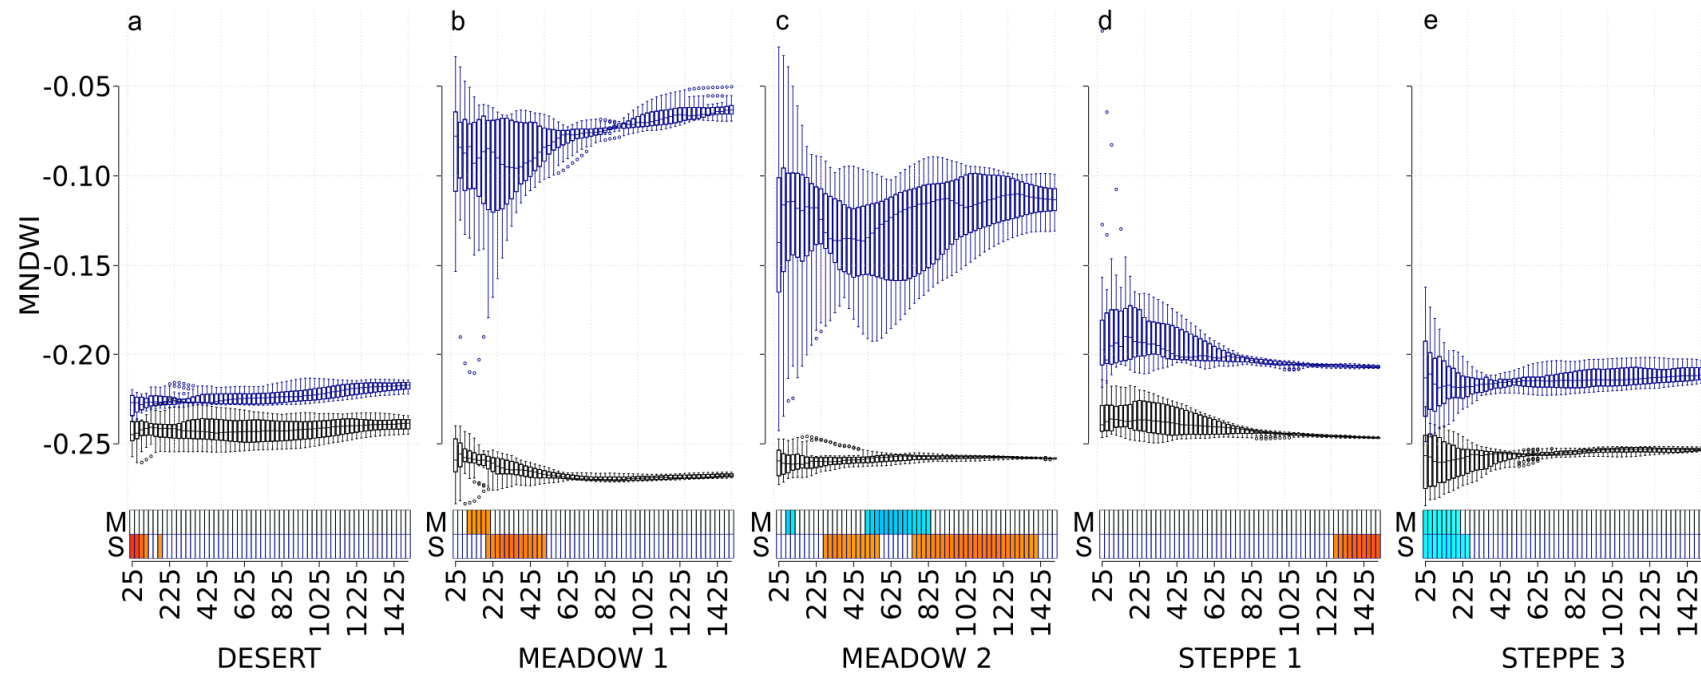 a b c d e
MNDWI
-0.05
-0.10
-0.15
-0.20
-0.25
M M M M M
S S S S S
25 225 425 625 825 1025 1225 1425 25 225 425 625 825 1025 1225 1425 25 225 425 625 825 1025 1225 1425 25 225 425 625 825 1025 1225 1425 25 225 425 625 825 1025 1225 1425
DESERT MEADOW 1 MEADOW 2 STEPPE 1 STEPPE 3